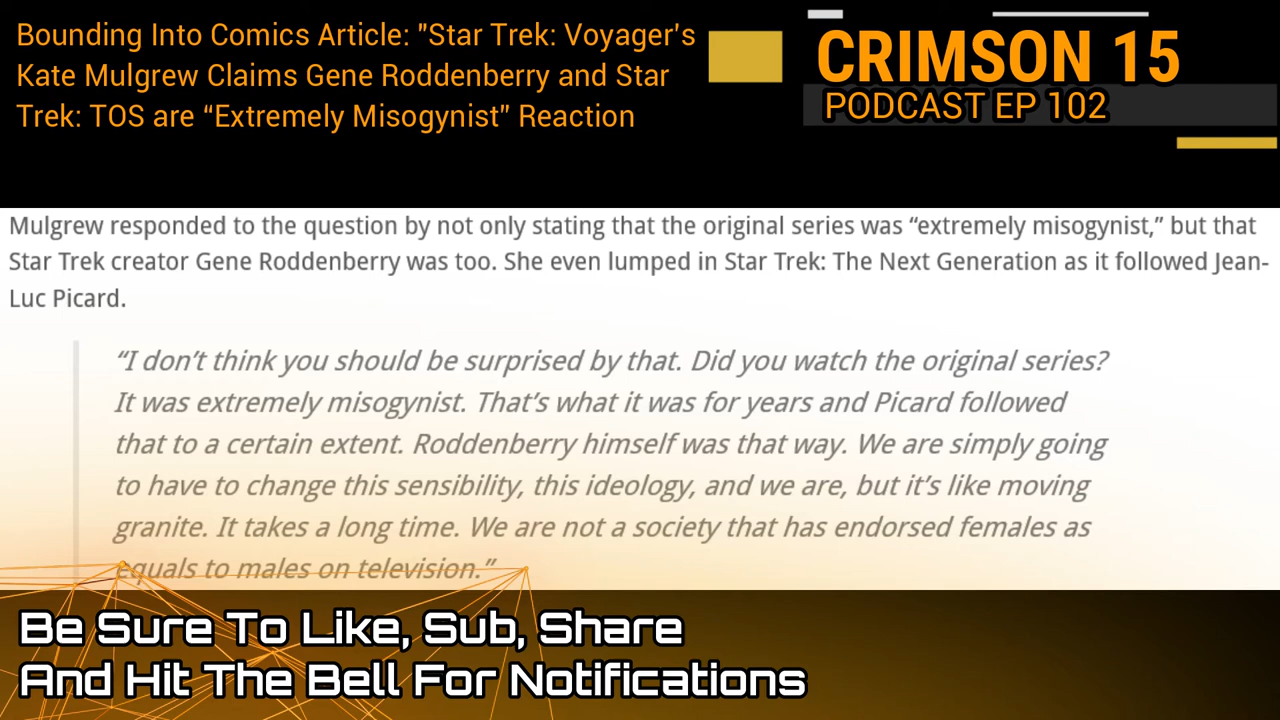 Bounding Into Comics Article: "Star Trek: Voyager's
Kate Mulgrew Claims Gene Roddenberry and Star
Trek: TOS are “Extremely Misogynist” Reaction
CRIMSON 15
PODCAST EP 102
Mulgrew responded to the question by not only stating that the original series was “extremely misogynist,” but that
Star Trek creator Gene Roddenberry was too. She even lumped in Star Trek: The Next Generation as it followed Jean-
Luc Picard.
“I don’t think you should be surprised by that. Did you watch the original series?
It was extremely misogynist. That’s what it was for years and Picard followed
that to a certain extent. Roddenberry himself was that way. We are simply going
to have to change this sensibility, this ideology, and we are, but it’s like moving
granite. It takes a long time. We are not a society that has endorsed females as
equals to males on television.”
Be Sure To Like, Sub, Share
And Hit The Bell For Notifications